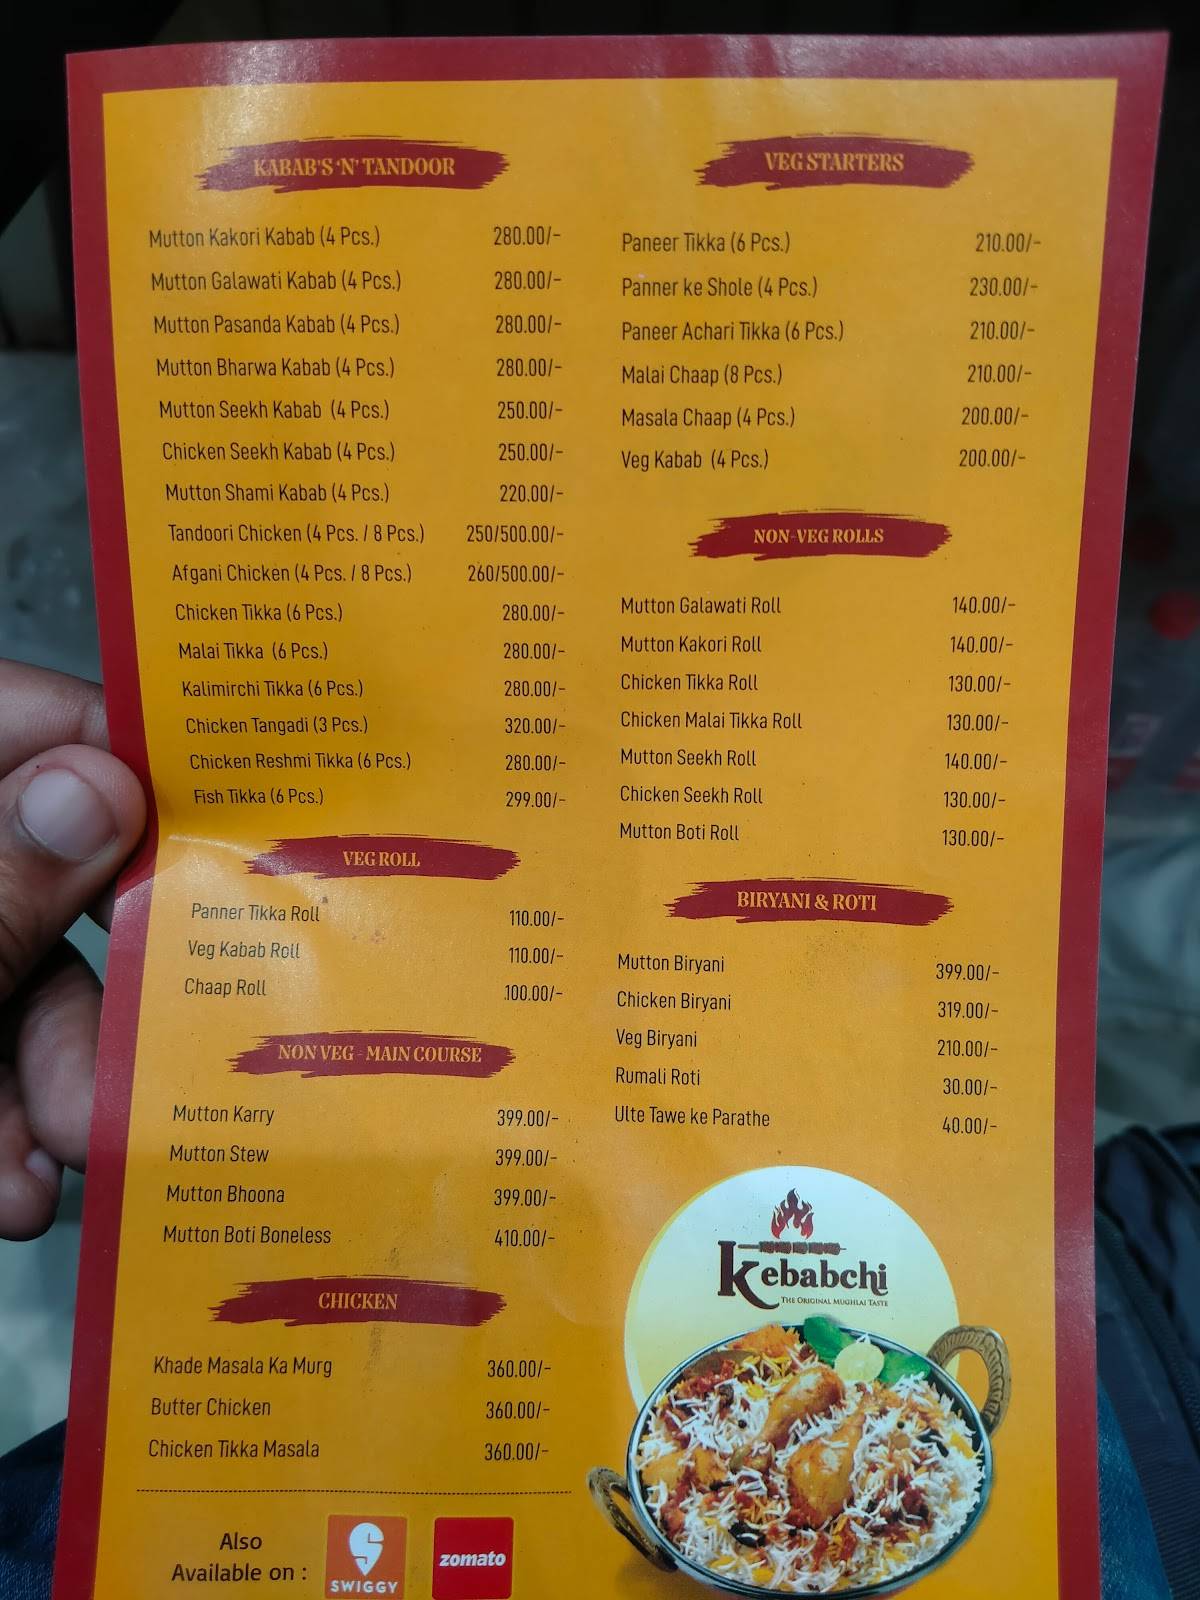 KABAB'S 'N' TANDOOR
Mutton Kakori Kabab (4 Pcs.) 280.00/-
Mutton Galawati Kabab (4 Pcs.) 280.00/-
Mutton Pasanda Kabab (4 Pcs.) 280.00/-
Mutton Bharwa Kabab (4 Pcs.) 280.00/-
Mutton Seekh Kabab (4 Pcs.) 250.00/-
Chicken Seekh Kabab (4 Pcs.) 250.00/-
Mutton Shami Kabab (4 Pcs.) 220.00/-
Tandoori Chicken (4 Pcs. / 8 Pcs.) 250/500.00/-
Afgani Chicken (4 Pcs. / 8 Pcs.) 260/500.00/-
Chicken Tikka (6 Pcs.) 280.00/-
Malai Tikka (6 Pcs.) 280.00/-
Kalimirchi Tikka (6 Pcs.) 280.00/-
Chicken Tangadi (3 Pcs.) 320.00/-
Chicken Reshmi Tikka (6 Pcs.) 280.00/-
Fish Tikka (6 Pcs.) 299.00/-
VEG ROLL
Panner Tikka Roll 110.00/-
Veg Kabab Roll 110.00/-
Chaap Roll 100.00/-
NON VEG - MAIN COURSE
Mutton Karry 399.00/-
Mutton Stew 399.00/-
Mutton Bhoona 399.00/-
Mutton Boti Boneless 410.00/-
CHICKEN
Khade Masala Ka Murg 360.00/-
Butter Chicken 360.00/-
Chicken Tikka Masala 360.00/-
Also
Available on :
SWIGGY
zomato
VEG STARTERS
Paneer Tikka (6 Pcs.) 210.00/-
Panner ke Shole (4 Pcs.) 230.00/-
Paneer Achari Tikka (6 Pcs.) 210.00/-
Malai Chaap (8 Pcs.) 210.00/-
Masala Chaap (4 Pcs.) 200.00/-
Veg Kabab (4 Pcs.) 200.00/-
NON-VEG ROLLS
Mutton Galawati Roll 140.00/-
Mutton Kakori Roll 140.00/-
Chicken Tikka Roll 130.00/-
Chicken Malai Tikka Roll 130.00/-
Mutton Seekh Roll 140.00/-
Chicken Seekh Roll 130.00/-
Mutton Boti Roll 130.00/-
BIRYANI & ROTI
Mutton Biryani 399.00/-
Chicken Biryani 319.00/-
Veg Biryani 210.00/-
Rumali Roti 30.00/-
Ulte Tawe ke Parathe 40.00/-
Kebabchi
THE ORIGINAL MUGHLAI TASTE